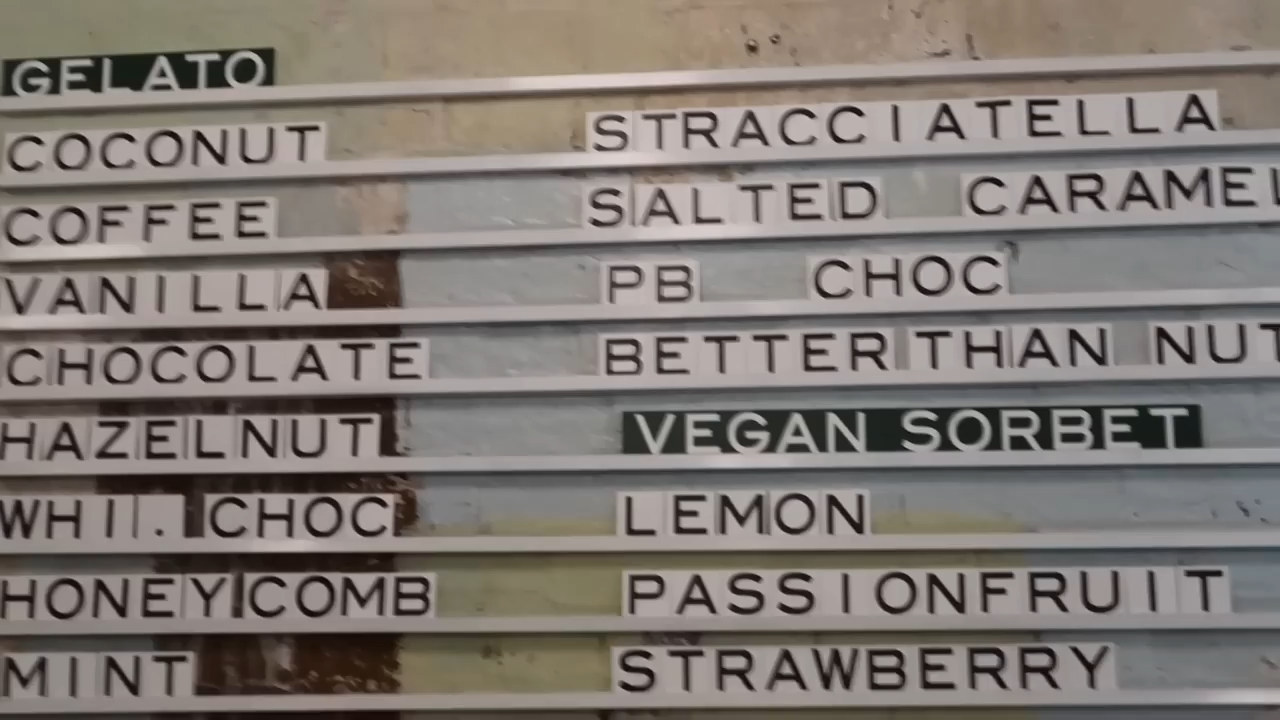 GELATO
COCONUT
COFFEE
VANILLA
CHOCOLATE
HAZELNUT
WHI. CHOC
HONEYCOMB
MINT
STRACCIATELLA
SALTED CARAMEL
PB CHOC
BETTER THAN NUT
VEGAN SORBET
LEMON
PASSIONFRUIT
STRAWBERRY